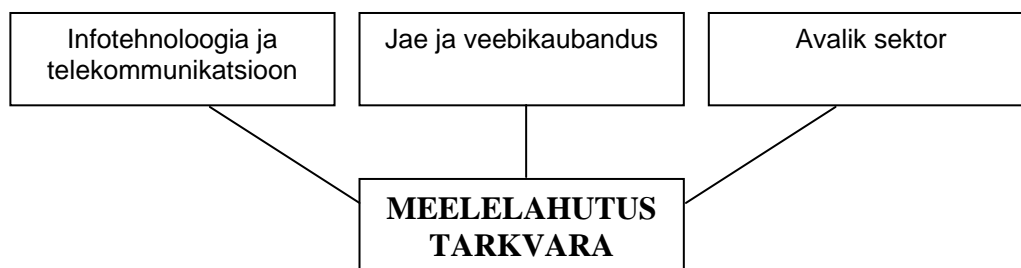 Infotehnoloogia ja
telekommunikatsioon
Jae ja veebikaubandus
Avalik sektor
MEELELAHUTUS
TARKVARA